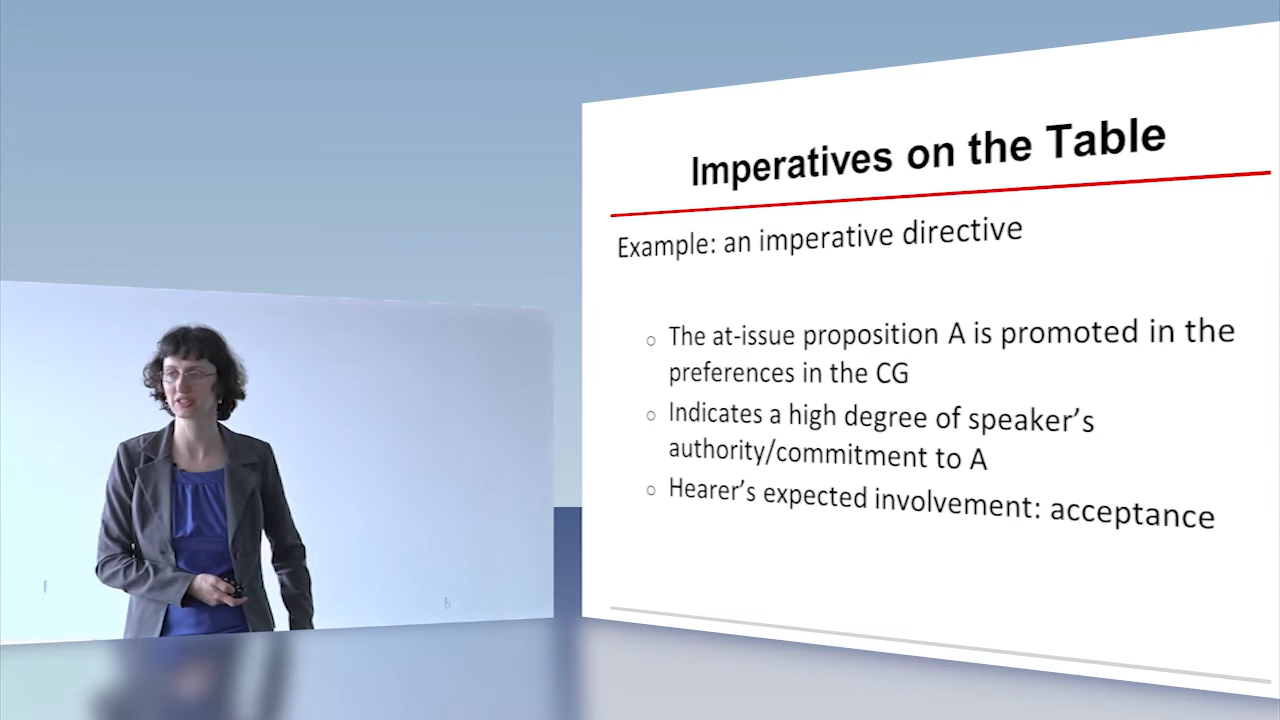 Imperatives on the Table
Example: an imperative directive
○ The at-issue proposition A is promoted in the
preferences in the CG
○ Indicates a high degree of speaker’s
authority/commitment to A
○ Hearer’s expected involvement: acceptance